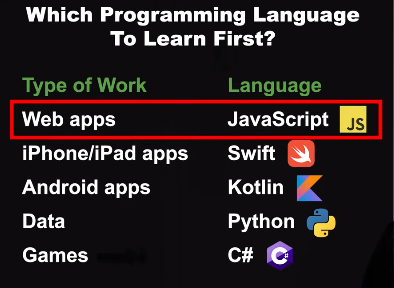 Which Programming Language
To Learn First?
Type of Work Language
Web apps JavaScript JS
iPhone/iPad apps Swift
Android apps Kotlin
Data Python
Games C# C#